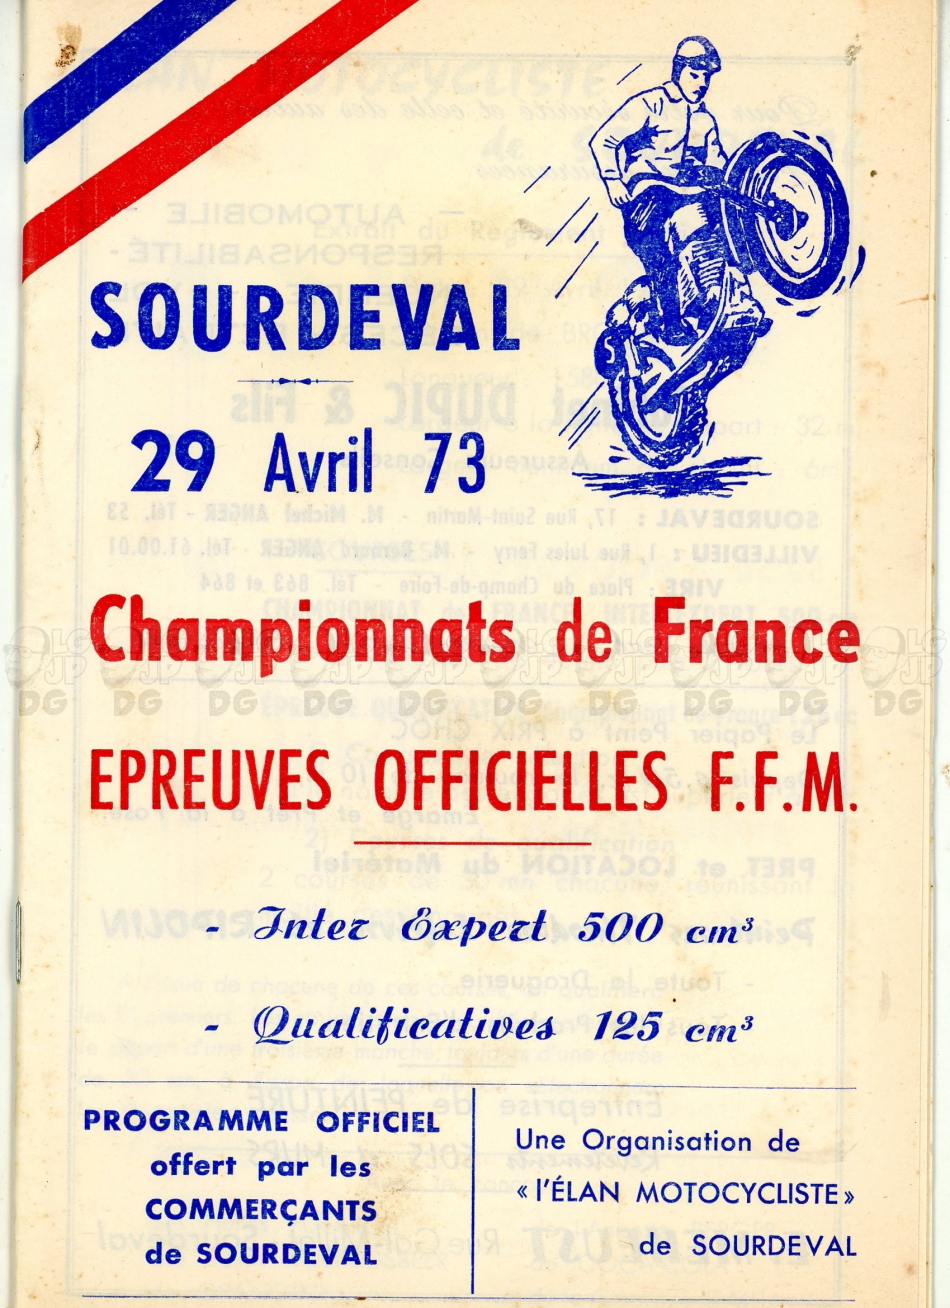 SOURDEVAL
29 Avril 73
Championnats de France
EPREUVES OFFICIELLES F.F.M.
- Inter Expert 500 cm³
- Qualificatives 125 cm³
PROGRAMME OFFICIEL
offert par les
COMMERÇANTS
de SOURDEVAL
Une Organisation de
« l'ÉLAN MOTOCYCLISTE »
de SOURDEVAL